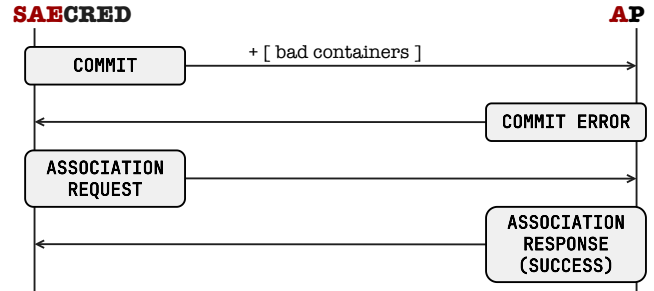 SAECRED AP
+ [ bad containers ]
COMMIT
COMMIT ERROR
ASSOCIATION
REQUEST
ASSOCIATION
RESPONSE
(SUCCESS)